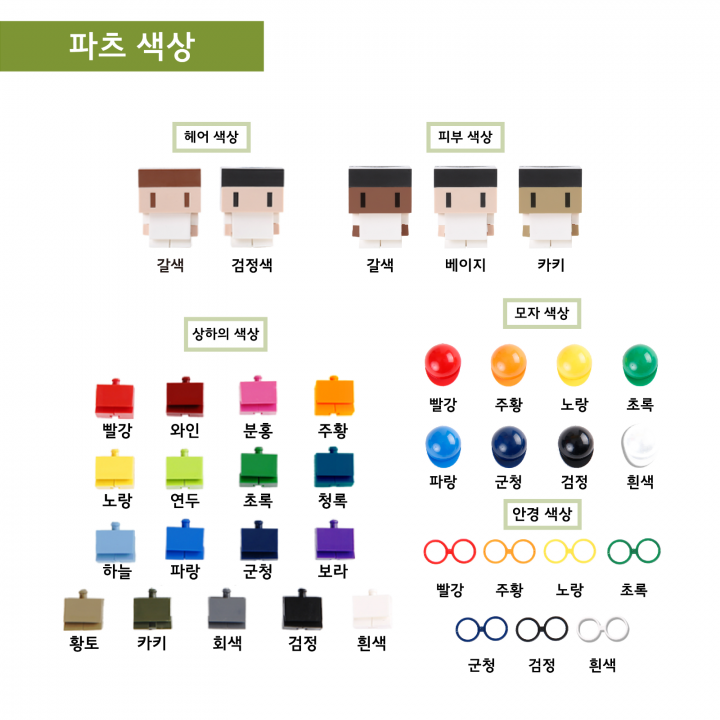 파츠 색상
헤어 색상
갈색 검정색
피부 색상
갈색 베이지 카키
상하의 색상
빨강 와인 분홍 주황
노랑 연두 초록 청록
하늘 파랑 군청 보라
황토 카키 회색 검정 흰색
모자 색상
빨강 주황 노랑 초록
파랑 군청 검정 흰색
안경 색상
빨강 주황 노랑 초록
군청 검정 흰색